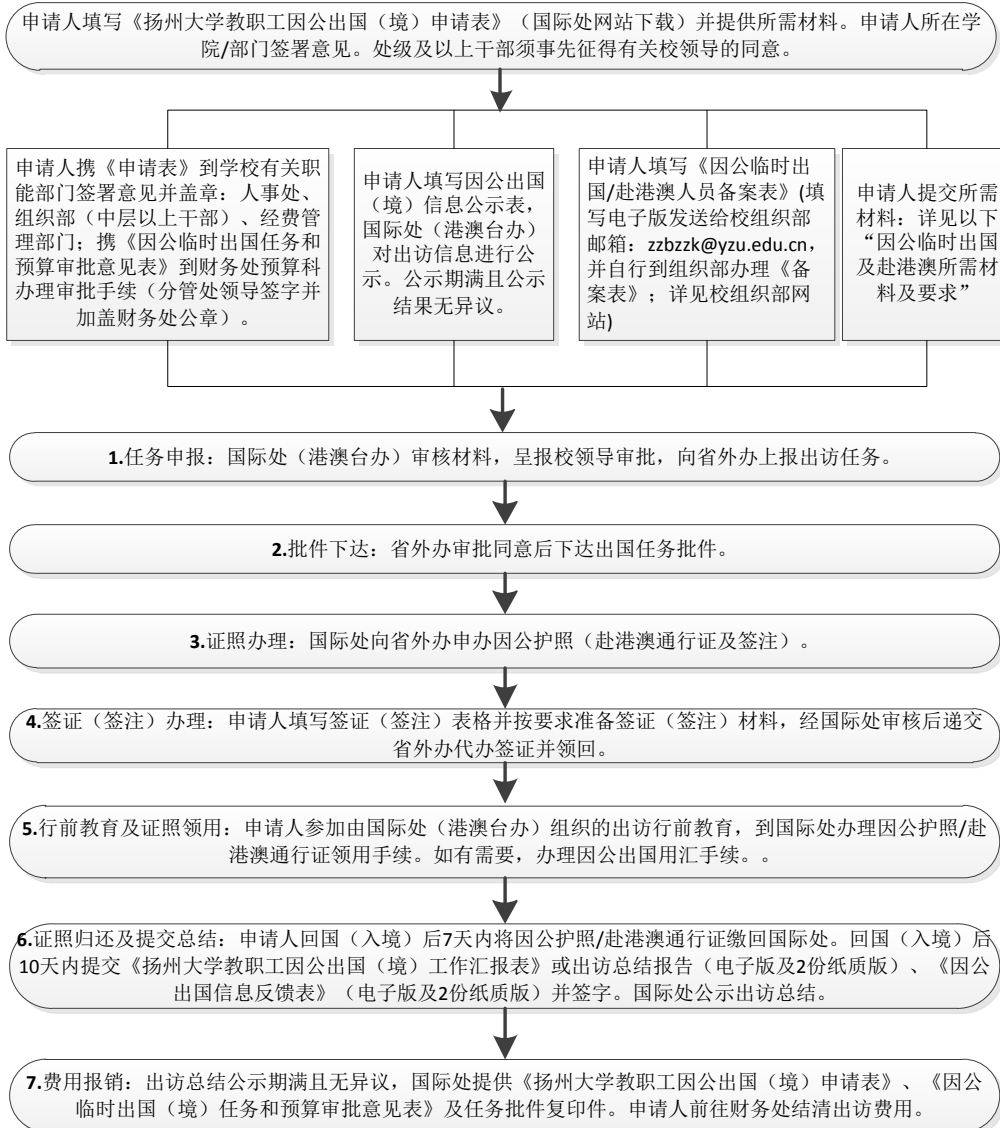 申请人填写《扬州大学教职工因公出国（境）申请表》（国际处网站下载）并提供所需材料。申请人所在学
院/部门签署意见。处级及以上干部须事先征得有关校领导的同意。
申请人携《申请表》到学校有关职
能部门签署意见并盖章：人事处、
组织部（中层以上干部）、经费管
理部门；携《因公临时出国任务和
预算审批意见表》到财务处预算科
办理审批手续（分管处领导签字并
加盖财务处公章）。
申请人填写因公出国
（境）信息公示表，
国际处（港澳台办）
对出访信息进行公
示。公示期满且公示
结果无异议。
申请人填写《因公临时出
国/赴港澳人员备案表》(填
写电子版发送给校组织部
邮箱：zzbzzk@yzu.edu.cn，
并自行到组织部办理《备
案表》；详见校组织部网
站)
申请人提交所需
材料：详见以下
“因公临时出国
及赴港澳所需材
料及要求”
1.任务申报：国际处（港澳台办）审核材料，呈报校领导审批，向省外办上报出访任务。
2.批件下达：省外办审批同意后下达出国任务批件。
3.证照办理：国际处向省外办申办因公护照（赴港澳通行证及签注）。
4.签证（签注）办理：申请人填写签证（签注）表格并按要求准备签证（签注）材料，经国际处审核后递交
省外办代办签证并领回。
5.行前教育及证照领用：申请人参加由国际处（港澳台办）组织的出访行前教育，到国际处办理因公护照/赴
港澳通行证领用手续。如有需要，办理因公出国用汇手续。。
6.证照归还及提交总结：申请人回国（入境）后7天内将因公护照/赴港澳通行证缴回国际处。回国（入境）后
10天内提交《扬州大学教职工因公出国（境）工作汇报表》或出访总结报告（电子版及2份纸质版）、《因公
出国信息反馈表》（电子版及2份纸质版）并签字。国际处公示出访总结。
7.费用报销：出访总结公示期满且无异议，国际处提供《扬州大学教职工因公出国（境）申请表》、《因公
临时出国（境）任务和预算审批意见表》及任务批件复印件。申请人前往财务处结清出访费用。